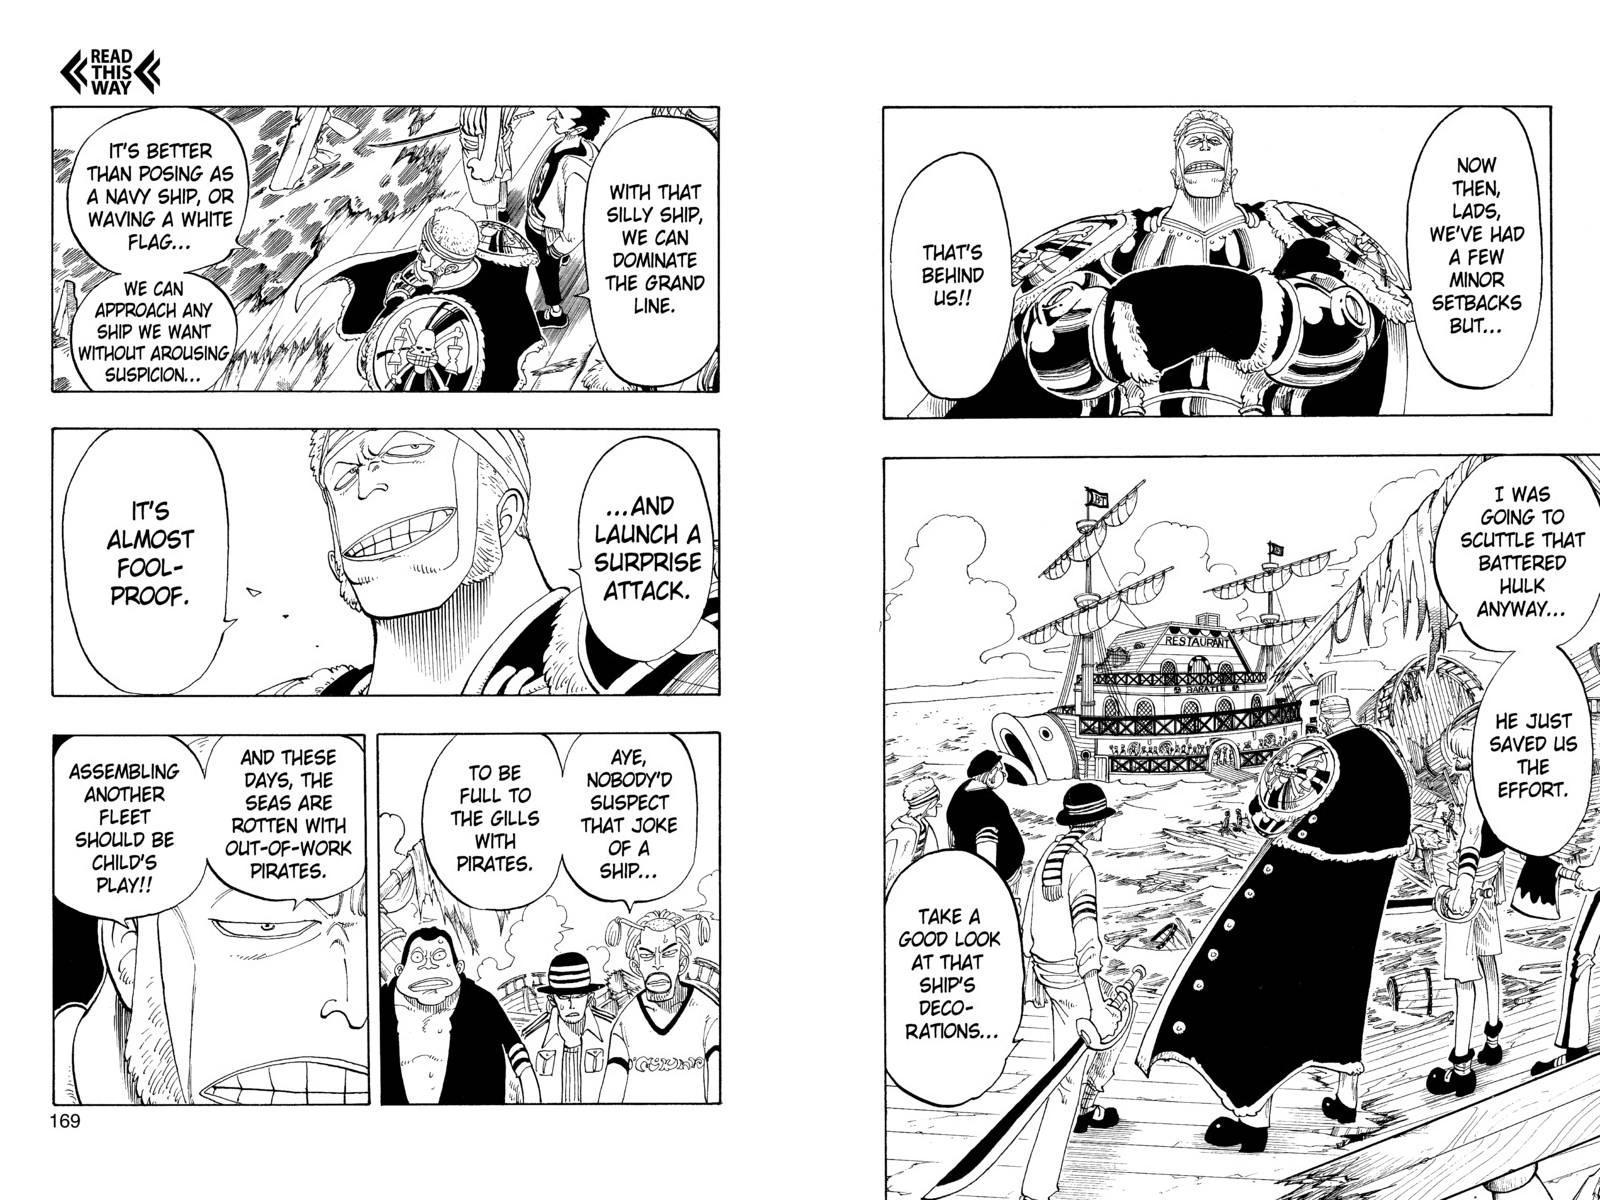 READ
THIS
WAY
NOW
THEN,
LADS,
WE'VE HAD
A FEW
MINOR
SETBACKS
BUT...
THAT'S
BEHIND
US!!
I WAS
GOING TO
SCUTTLE THAT
BATTERED
HULK
ANYWAY...
HE JUST
SAVED US
THE
EFFORT.
RESTAURANT
BARATIE
TAKE A
GOOD LOOK
AT THAT
SHIP'S
DECO-
RATIONS...
WITH THAT
SILLY SHIP,
WE CAN
DOMINATE
THE GRAND
LINE.
IT'S BETTER
THAN POSING AS
A NAVY SHIP, OR
WAVING A WHITE
FLAG...
WE CAN
APPROACH ANY
SHIP WE WANT
WITHOUT AROUSING
SUSPICION...
...AND
LAUNCH A
SURPRISE
ATTACK.
IT'S
ALMOST
FOOL-
PROOF.
AYE,
NOBODY'D
SUSPECT
THAT JOKE
OF A
SHIP...
TO BE
FULL TO
THE GILLS
WITH
PIRATES.
AND THESE
DAYS, THE
SEAS ARE
ROTTEN WITH
OUT-OF-WORK
PIRATES.
ASSEMBLING
ANOTHER
FLEET
SHOULD BE
CHILD'S
PLAY!!
169